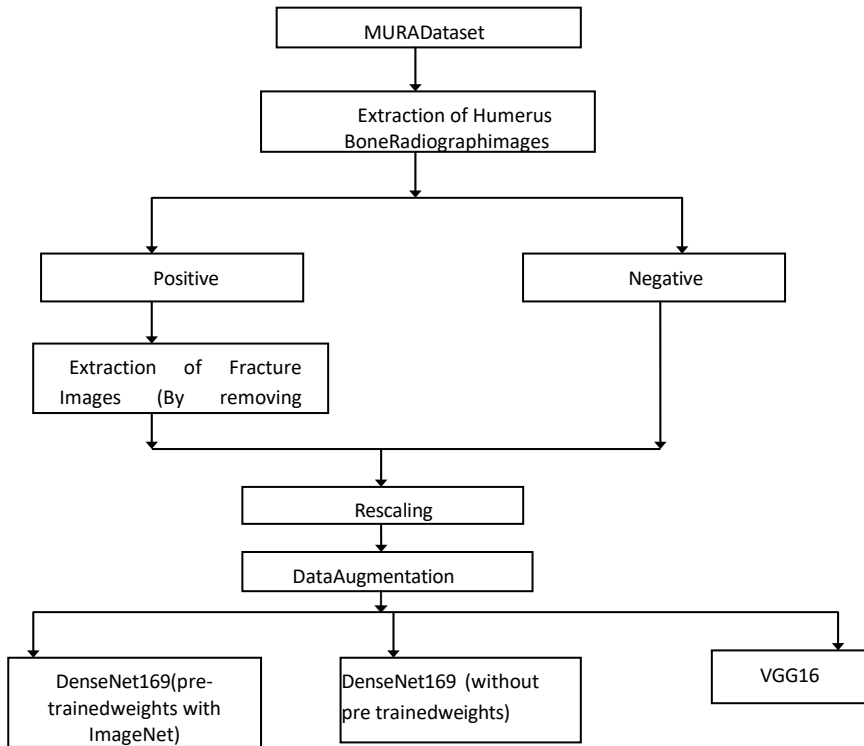 MURADataset
Extraction of Humerus
BoneRadiographimages
Positive
Negative
Extraction of Fracture
Images (By removing
Rescaling
DataAugmentation
DenseNet169(pre-
trainedweights with
ImageNet)
DenseNet169 (without
pre trainedweights)
VGG16